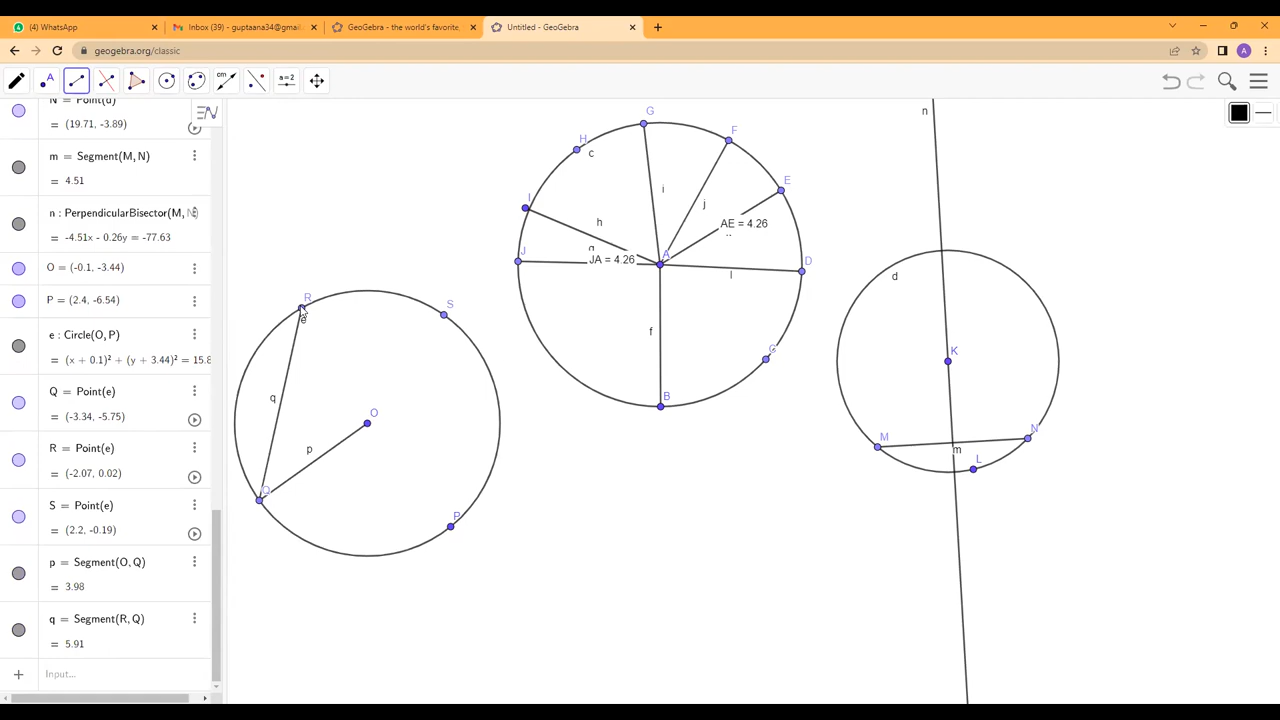 (4) WhatsApp
Inbox (39) - guptaana34@gmail
GeoGebra - the world's favorite,
Untitled - GeoGebra
geogebra.org/classic
A
A
a=2
N = Point(d)
= (19.71, -3.89)
m = Segment(M, N)
= 4.51
n : PerpendicularBisector(M, N)
= -4.51x - 0.26y = -77.63
O = (-0.1, -3.44)
P = (2.4, -6.54)
e : Circle(O, P)
= (x + 0.1)² + (y + 3.44)² = 15.8
Q = Point(e)
= (-3.34, -5.75)
R = Point(e)
= (-2.07, 0.02)
S = Point(e)
= (2.2, -0.19)
p = Segment(O, Q)
= 3.98
q = Segment(R, Q)
= 5.91
Input...
G
F
H
c
E
I
i
j
h
AE = 4.26
J
g
JA = 4.26
A
D
l
f
C
B
n
d
K
M
N
m
L
R
e
S
q
O
p
Q
P